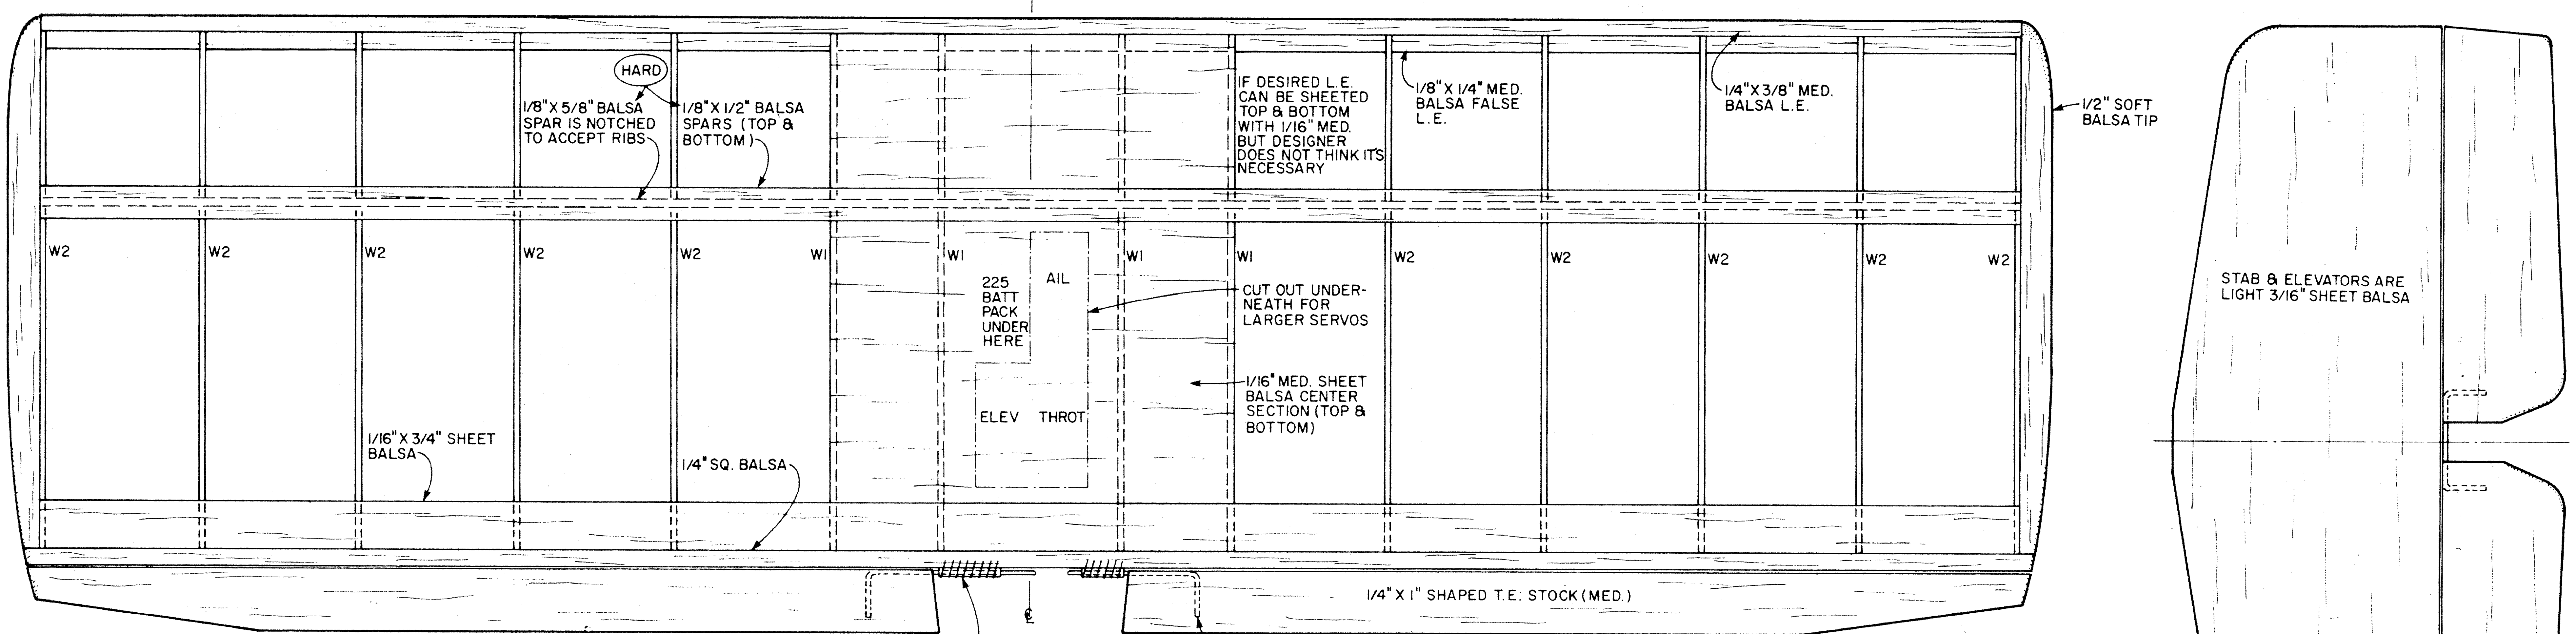 HARD
1/8" X 5/8" BALSA
SPAR IS NOTCHED
TO ACCEPT RIBS
1/8" X 1/2" BALSA
SPARS (TOP &
BOTTOM)
IF DESIRED L.E.
CAN BE SHEETED
TOP & BOTTOM
WITH 1/16" MED.
BUT DESIGNER
DOES NOT THINK IT'S
NECESSARY
1/8" X 1/4" MED.
BALSA FALSE
L.E.
1/4" X 3/8" MED.
BALSA L.E.
1/2" SOFT
BALSA TIP
W2
W2
W2
W2
W2
W1
W1
W1
W1
W2
W2
W2
W2
W2
225
BATT
PACK
UNDER
HERE
AIL
ELEV THROT
CUT OUT UNDER-
NEATH FOR
LARGER SERVOS
1/16" MED. SHEET
BALSA CENTER
SECTION (TOP &
BOTTOM)
1/16" X 3/4" SHEET
BALSA
1/4" SQ. BALSA
1/4" X 1" SHAPED T.E. STOCK (MED.)
℄
STAB & ELEVATORS ARE
LIGHT 3/16" SHEET BALSA